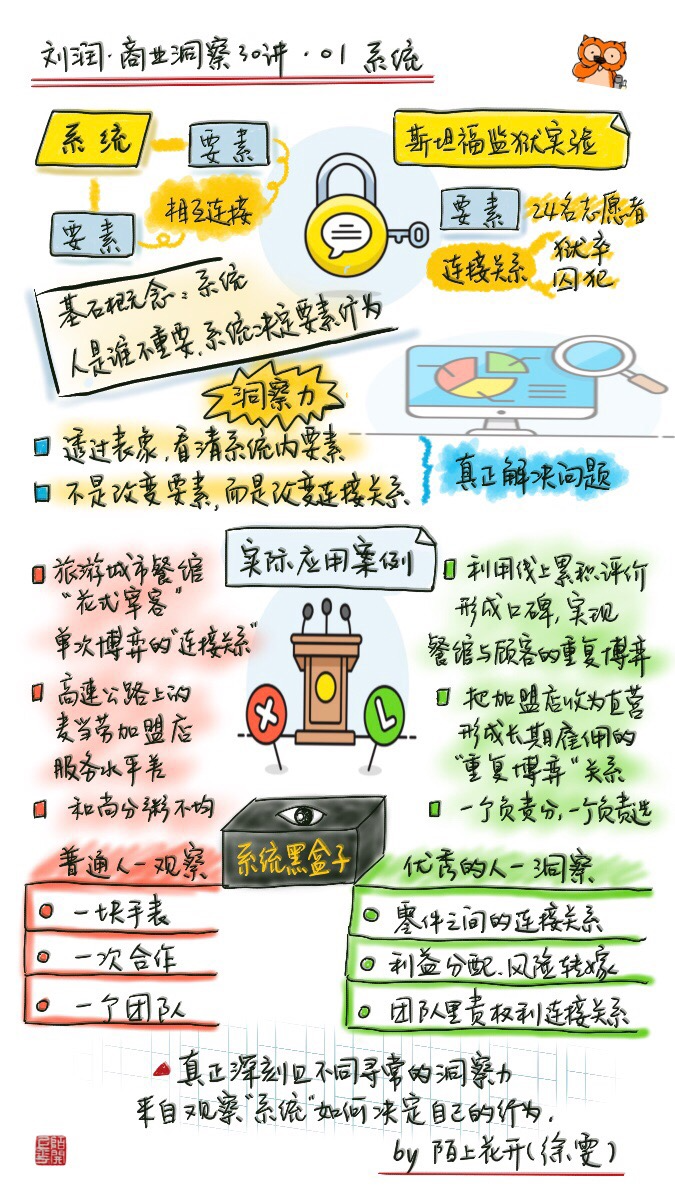 刘润·商业洞察30讲·01 系统
系统
要素
相互连接
要素
斯坦福监狱实验
要素
24名志愿者
连接关系
狱卒
囚犯
基石概念：系统
人是谁不重要，系统决定要素行为
洞察力
透过表象，看清系统内要素
不是改变要素，而是改变连接关系
真正解决问题
实际应用案例
旅游城市餐馆
“花式宰客”
单次博弈的“连接关系”
利用线上累积评价
形成口碑，实现
餐馆与顾客的重复博弈
高速公路上的
麦当劳加盟店
服务水平差
把加盟店收为直营
形成长期雇佣的
“重复博弈”关系
和尚分粥不均
一个负责分，一个负责选
系统黑盒子
普通人—观察
一块手表
一次合作
一个团队
优秀的人—洞察
零件之间的连接关系
利益分配、风险转嫁
团队里责权利连接关系
真正深刻且不同寻常的洞察力
来自观察“系统”如何决定自己的行为.
by 陌上花开(徐雯)